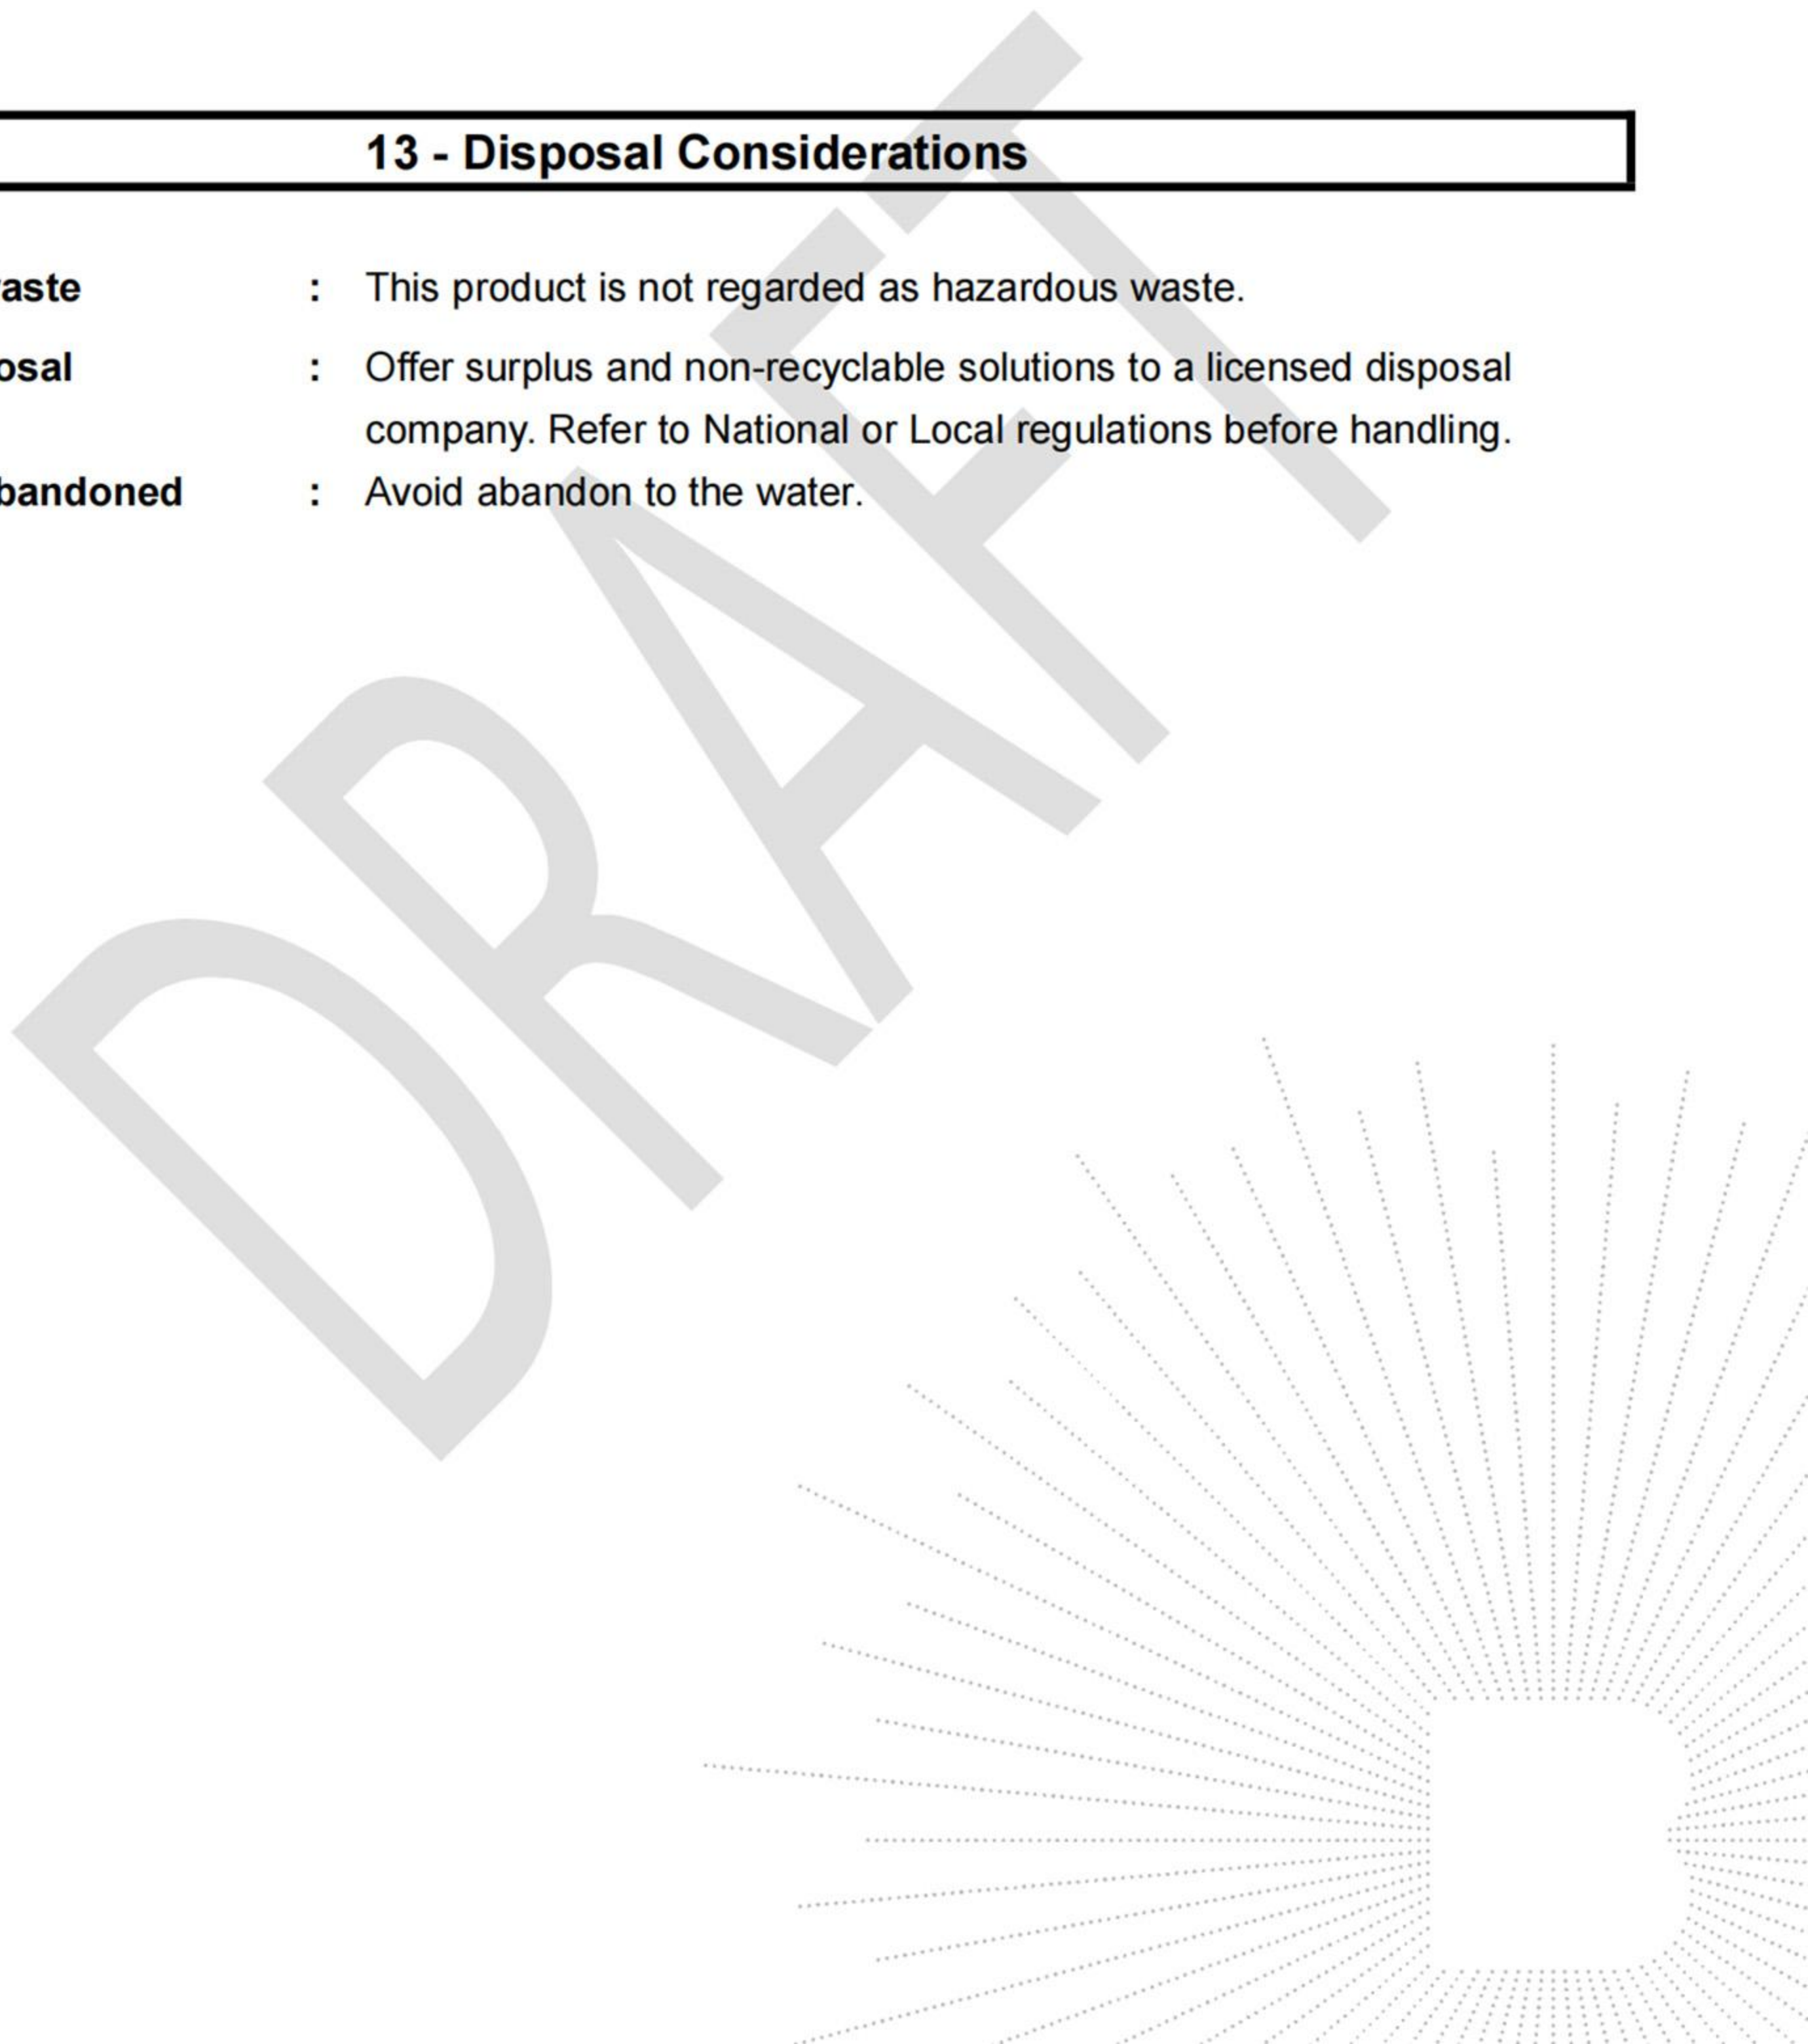 13 - Disposal Considerations
aste : This product is not regarded as hazardous waste.
osal : Offer surplus and non-recyclable solutions to a licensed disposal
company. Refer to National or Local regulations before handling.
bandoned : Avoid abandon to the water.
DRAFT